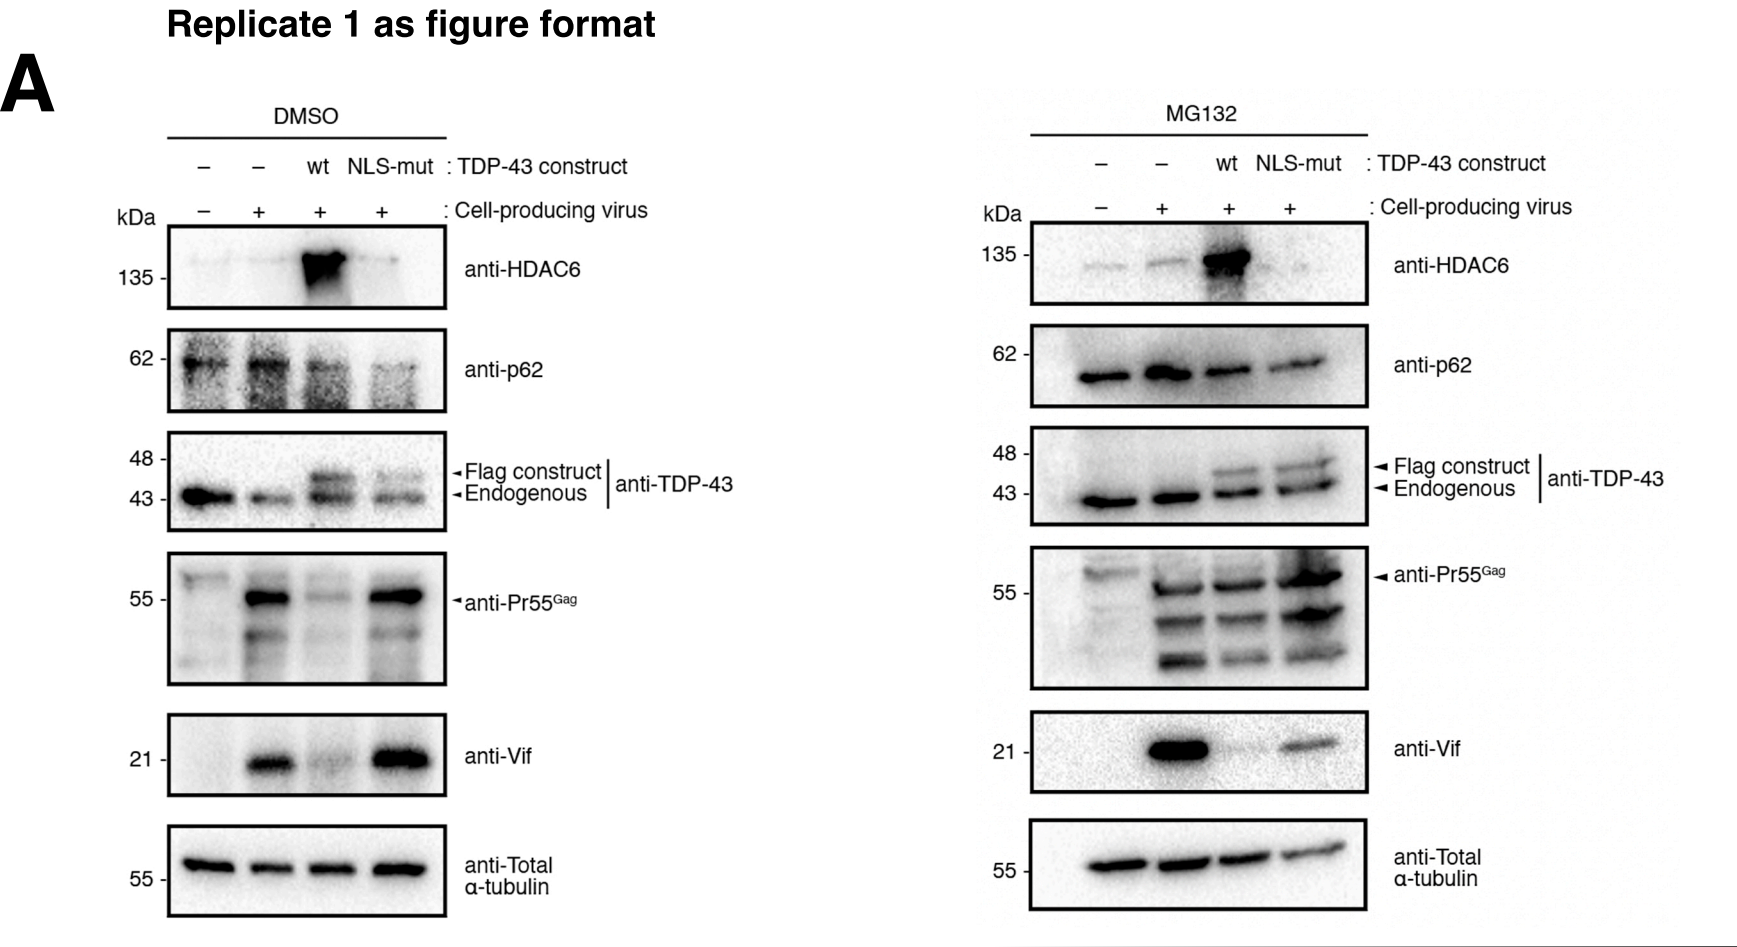 Replicate 1 as figure format
A
DMSO
– – wt NLS-mut : TDP-43 construct
– + + + : Cell-producing virus
kDa
135 - anti-HDAC6
62 - anti-p62
48 -
Flag construct
Endogenous
anti-TDP-43
43 -
55 - anti-Pr55Gag
21 - anti-Vif
anti-Total
α-tubulin
55 -
MG132
– – wt NLS-mut : TDP-43 construct
– + + + : Cell-producing virus
kDa
135 - anti-HDAC6
62 - anti-p62
48 -
Flag construct
Endogenous
anti-TDP-43
43 -
anti-Pr55Gag
55 -
21 - anti-Vif
anti-Total
α-tubulin
55 -